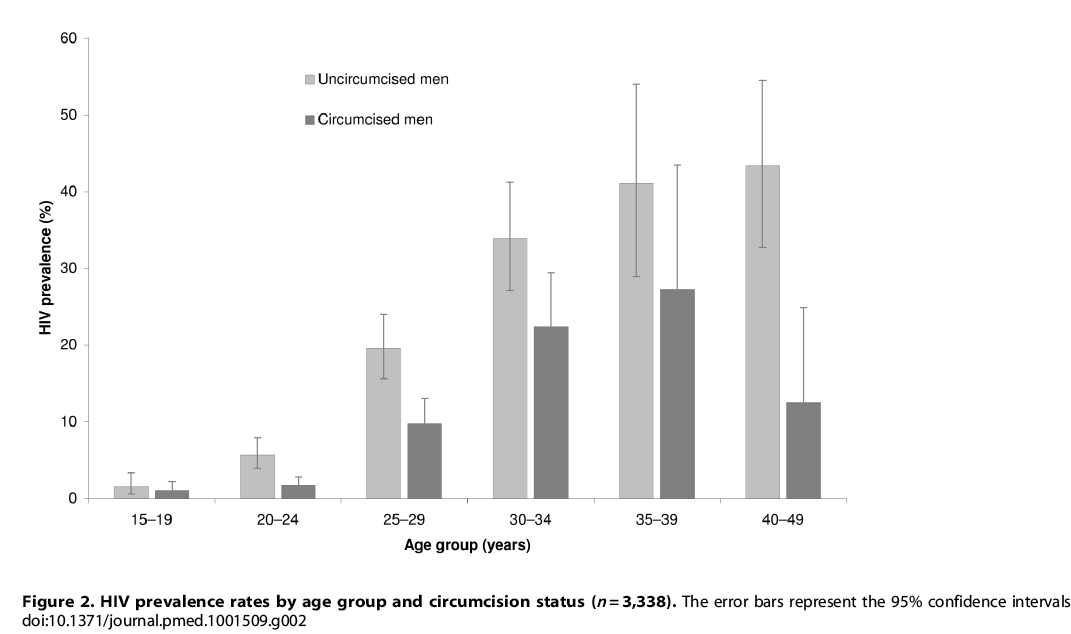 60
Uncircumcised men
Circumcised men
50
40
30
20
10
0
HIV prevalence (%)
15–19 20–24 25–29 30–34 35–39 40–49
Age group (years)
Figure 2. HIV prevalence rates by age group and circumcision status (n = 3,338). The error bars represent the 95% confidence intervals
doi:10.1371/journal.pmed.1001509.g002